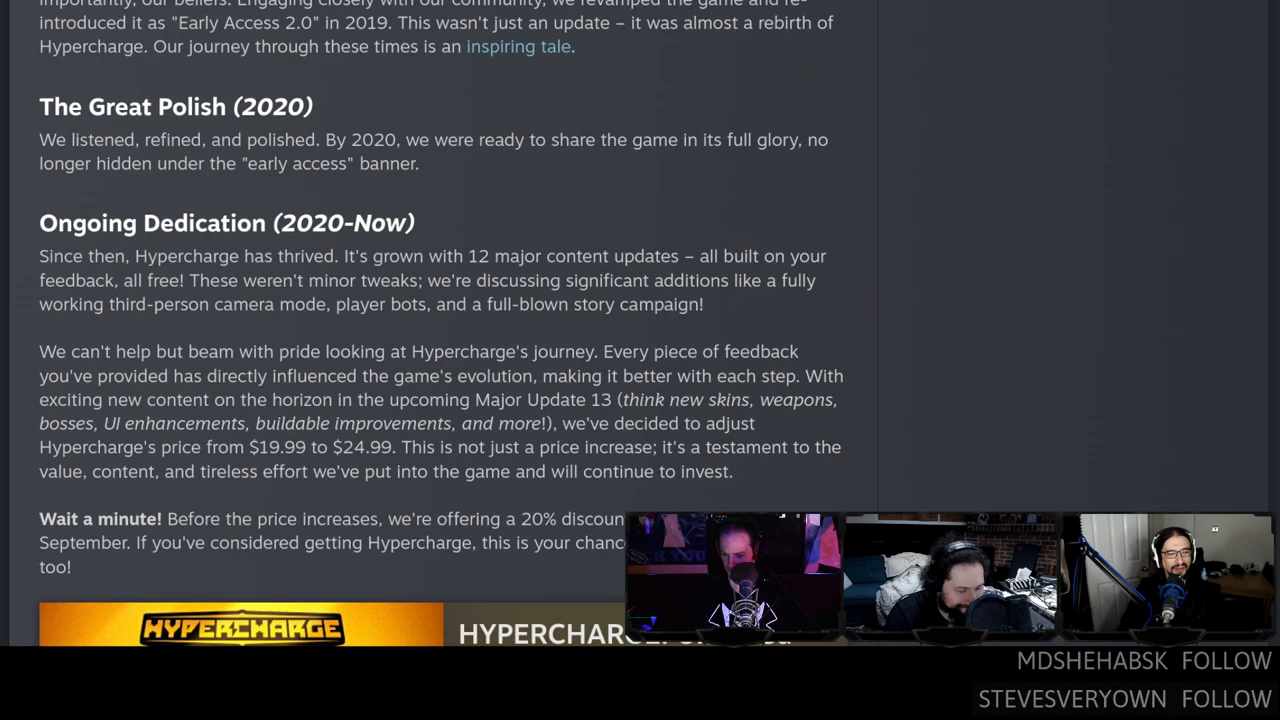 importantly, our beliefs. Engaging closely with our community, we revamped the game and re-
introduced it as "Early Access 2.0" in 2019. This wasn't just an update – it was almost a rebirth of
Hypercharge. Our journey through these times is an inspiring tale.
The Great Polish (2020)
We listened, refined, and polished. By 2020, we were ready to share the game in its full glory, no
longer hidden under the "early access" banner.
Ongoing Dedication (2020-Now)
Since then, Hypercharge has thrived. It's grown with 12 major content updates – all built on your
feedback, all free! These weren't minor tweaks; we're discussing significant additions like a fully
working third-person camera mode, player bots, and a full-blown story campaign!
We can't help but beam with pride looking at Hypercharge's journey. Every piece of feedback
you've provided has directly influenced the game's evolution, making it better with each step. With
exciting new content on the horizon in the upcoming Major Update 13 (think new skins, weapons,
bosses, UI enhancements, buildable improvements, and more!), we've decided to adjust
Hypercharge's price from $19.99 to $24.99. This is not just a price increase; it's a testament to the
value, content, and tireless effort we've put into the game and will continue to invest.
Wait a minute! Before the price increases, we're offering a 20% discoun
September. If you've considered getting Hypercharge, this is your chanc
too!
HYPERCHARGE
HYPERCHARGE:
MDSHEHABSK FOLLOW
STEVESVERYOWN FOLLOW